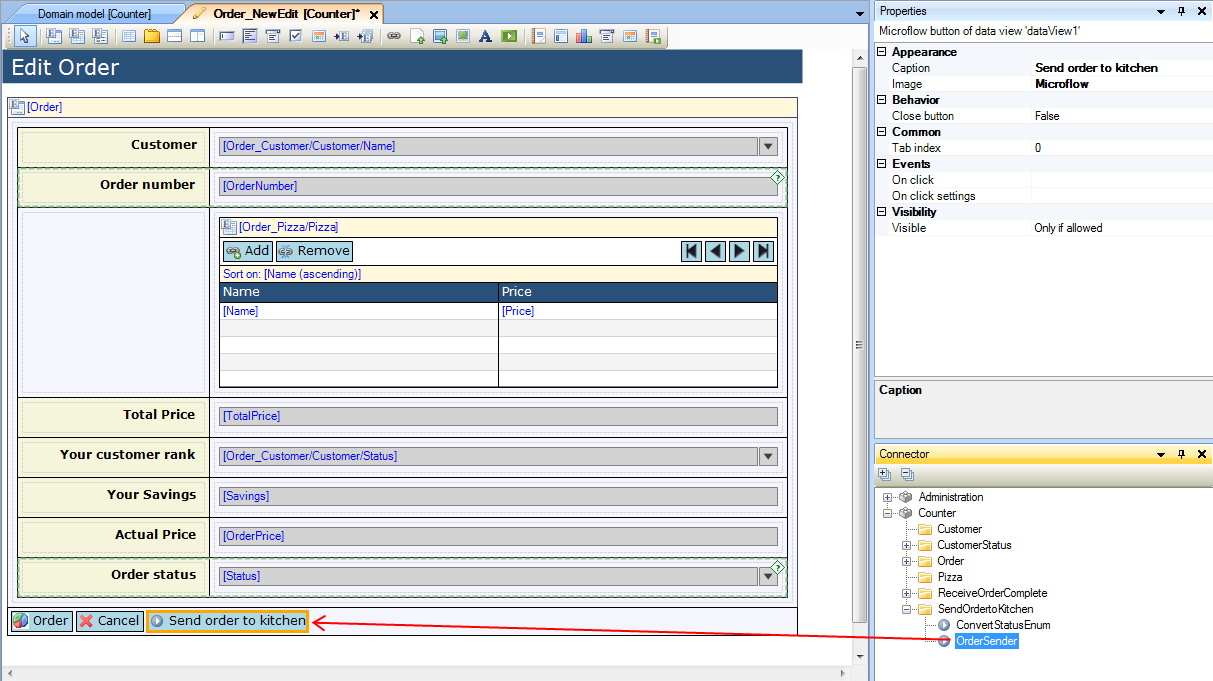 Domain model [Counter]
Order_NewEdit [Counter]*
Edit Order
[Order]
Customer
[Order_Customer/Customer/Name]
Order number
[OrderNumber]
?
[Order_Pizza/Pizza]
Add
Remove
Sort on: [Name (ascending)]
Name Price
[Name] [Price]
Total Price
[TotalPrice]
Your customer rank
[Order_Customer/Customer/Status]
Your Savings
[Savings]
Actual Price
[OrderPrice]
Order status
[Status]
?
Order
Cancel
Send order to kitchen
Properties
Microflow button of data view 'dataView1'
Appearance
Caption Send order to kitchen
Image Microflow
Behavior
Close button False
Common
Tab index 0
Events
On click
On click settings
Visibility
Visible Only if allowed
Caption
Connector
Administration
Counter
Customer
CustomerStatus
Order
Pizza
ReceiveOrderComplete
SendOrdertoKitchen
ConvertStatusEnum
OrderSender